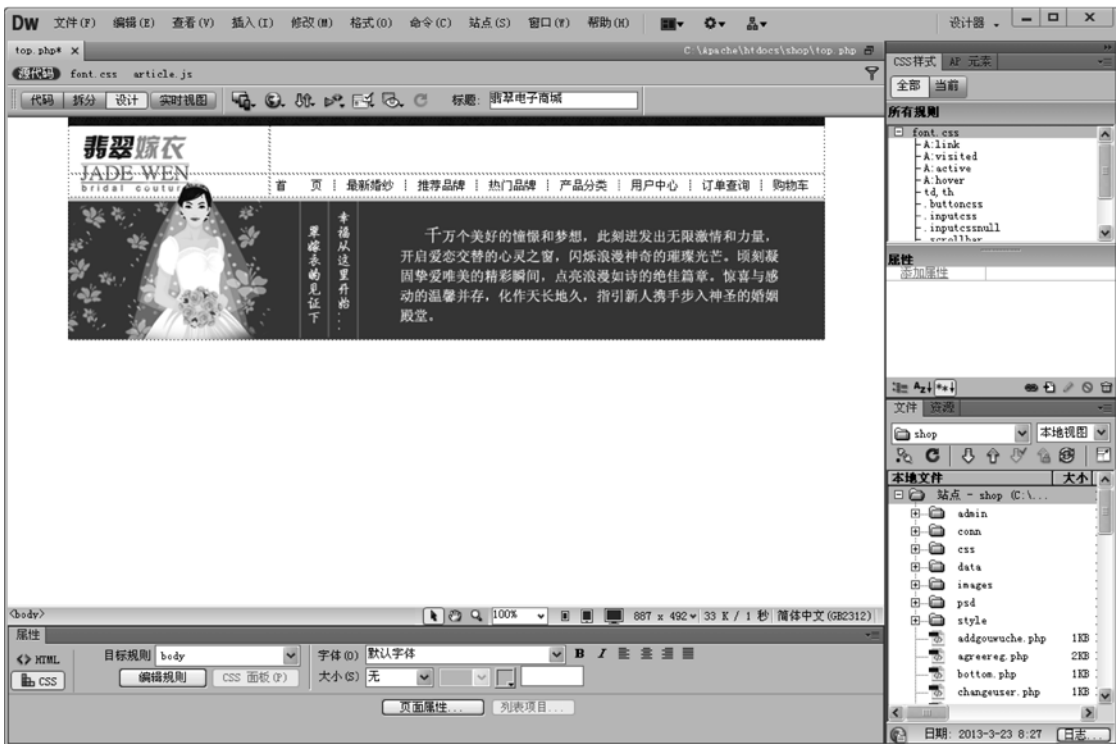 DW 文件(F) 编辑(E) 查看(V) 插入(I) 修改(M) 格式(O) 命令(C) 站点(S) 窗口(W) 帮助(H) 设计器
top.php* × C:\Apache\htdocs\shop\top.php
源代码 font.css article.js
代码 拆分 设计 实时视图 标题: 翡翠电子商城
翡翠嫁衣
JADE WEN
bridal couture
首 页 | 最新婚纱 | 推荐品牌 | 热门品牌 | 产品分类 | 用户中心 | 订单查询 | 购物车
幸福从这里开始...
翠嫁衣的见证下
千万个美好的憧憬和梦想，此刻迸发出无限激情和力量，
开启爱恋交替的心灵之窗，闪烁浪漫神奇的璀璨光芒。顷刻凝
固挚爱唯美的精彩瞬间，点亮浪漫如诗的绝佳篇章。惊喜与感
动的温馨并存，化作天长地久，指引新人携手步入神圣的婚姻
殿堂。
<body> 100% 887 x 492 33 K / 1 秒 简体中文(GB2312)
属性
<> HTML 目标规则 body 字体(O) 默认字体 B I
CSS 编辑规则 CSS 面板(P) 大小(S) 无
页面属性... 列表项目...
CSS样式 AP 元素
全部 当前
所有规则
font.css
A:link
A:visited
A:active
A:hover
td, th
.buttoncss
.inputcss
.inputcssnull
scrollbar
属性
添加属性
文件 资源
shop 本地视图
本地文件 大小
站点 - shop (C:\...
admin
conn
css
data
images
psd
style
addgouwuche.php 1KB
agreereg.php 2KB
bottom.php 1KB
changeuser.php 1KB
日期: 2013-3-23 8:27 日志...